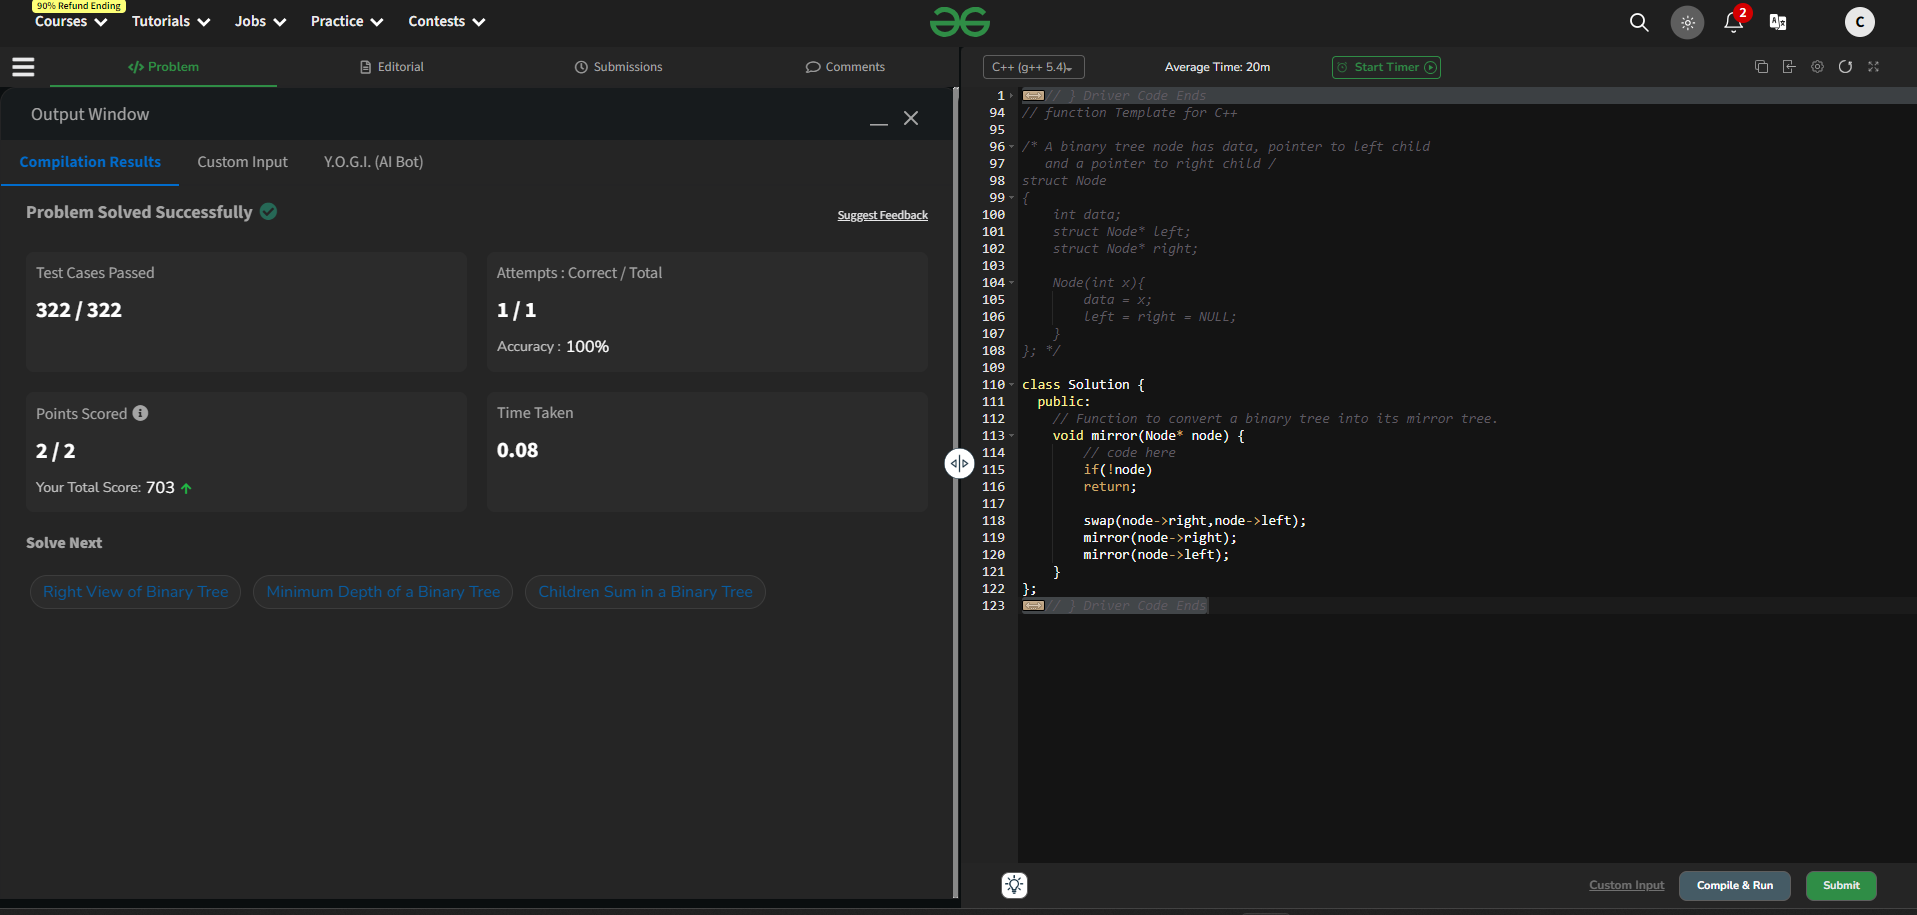 90% Refund Ending
Courses Tutorials Jobs Practice Contests
2
C
</> Problem Editorial Submissions Comments
Output Window
Compilation Results Custom Input Y.O.G.I. (AI Bot)
Problem Solved Successfully
Suggest Feedback
Test Cases Passed
322 / 322
Attempts : Correct / Total
1 / 1
Accuracy : 100%
Points Scored
2 / 2
Your Total Score: 703
Time Taken
0.08
Solve Next
Right View of Binary Tree Minimum Depth of a Binary Tree Children Sum in a Binary Tree
C++ (g++ 5.4) Average Time: 20m Start Timer
1 // } Driver Code Ends
94 // function Template for C++
95
96 /* A binary tree node has data, pointer to left child
97 and a pointer to right child /
98 struct Node
99 {
100 int data;
101 struct Node* left;
102 struct Node* right;
103
104 Node(int x){
105 data = x;
106 left = right = NULL;
107 }
108 }; */
109
110 class Solution {
111 public:
112 // Function to convert a binary tree into its mirror tree.
113 void mirror(Node* node) {
114 // code here
115 if(!node)
116 return;
117
118 swap(node->right,node->left);
119 mirror(node->right);
120 mirror(node->left);
121 }
122 };
123 // } Driver Code Ends
Custom Input Compile & Run Submit